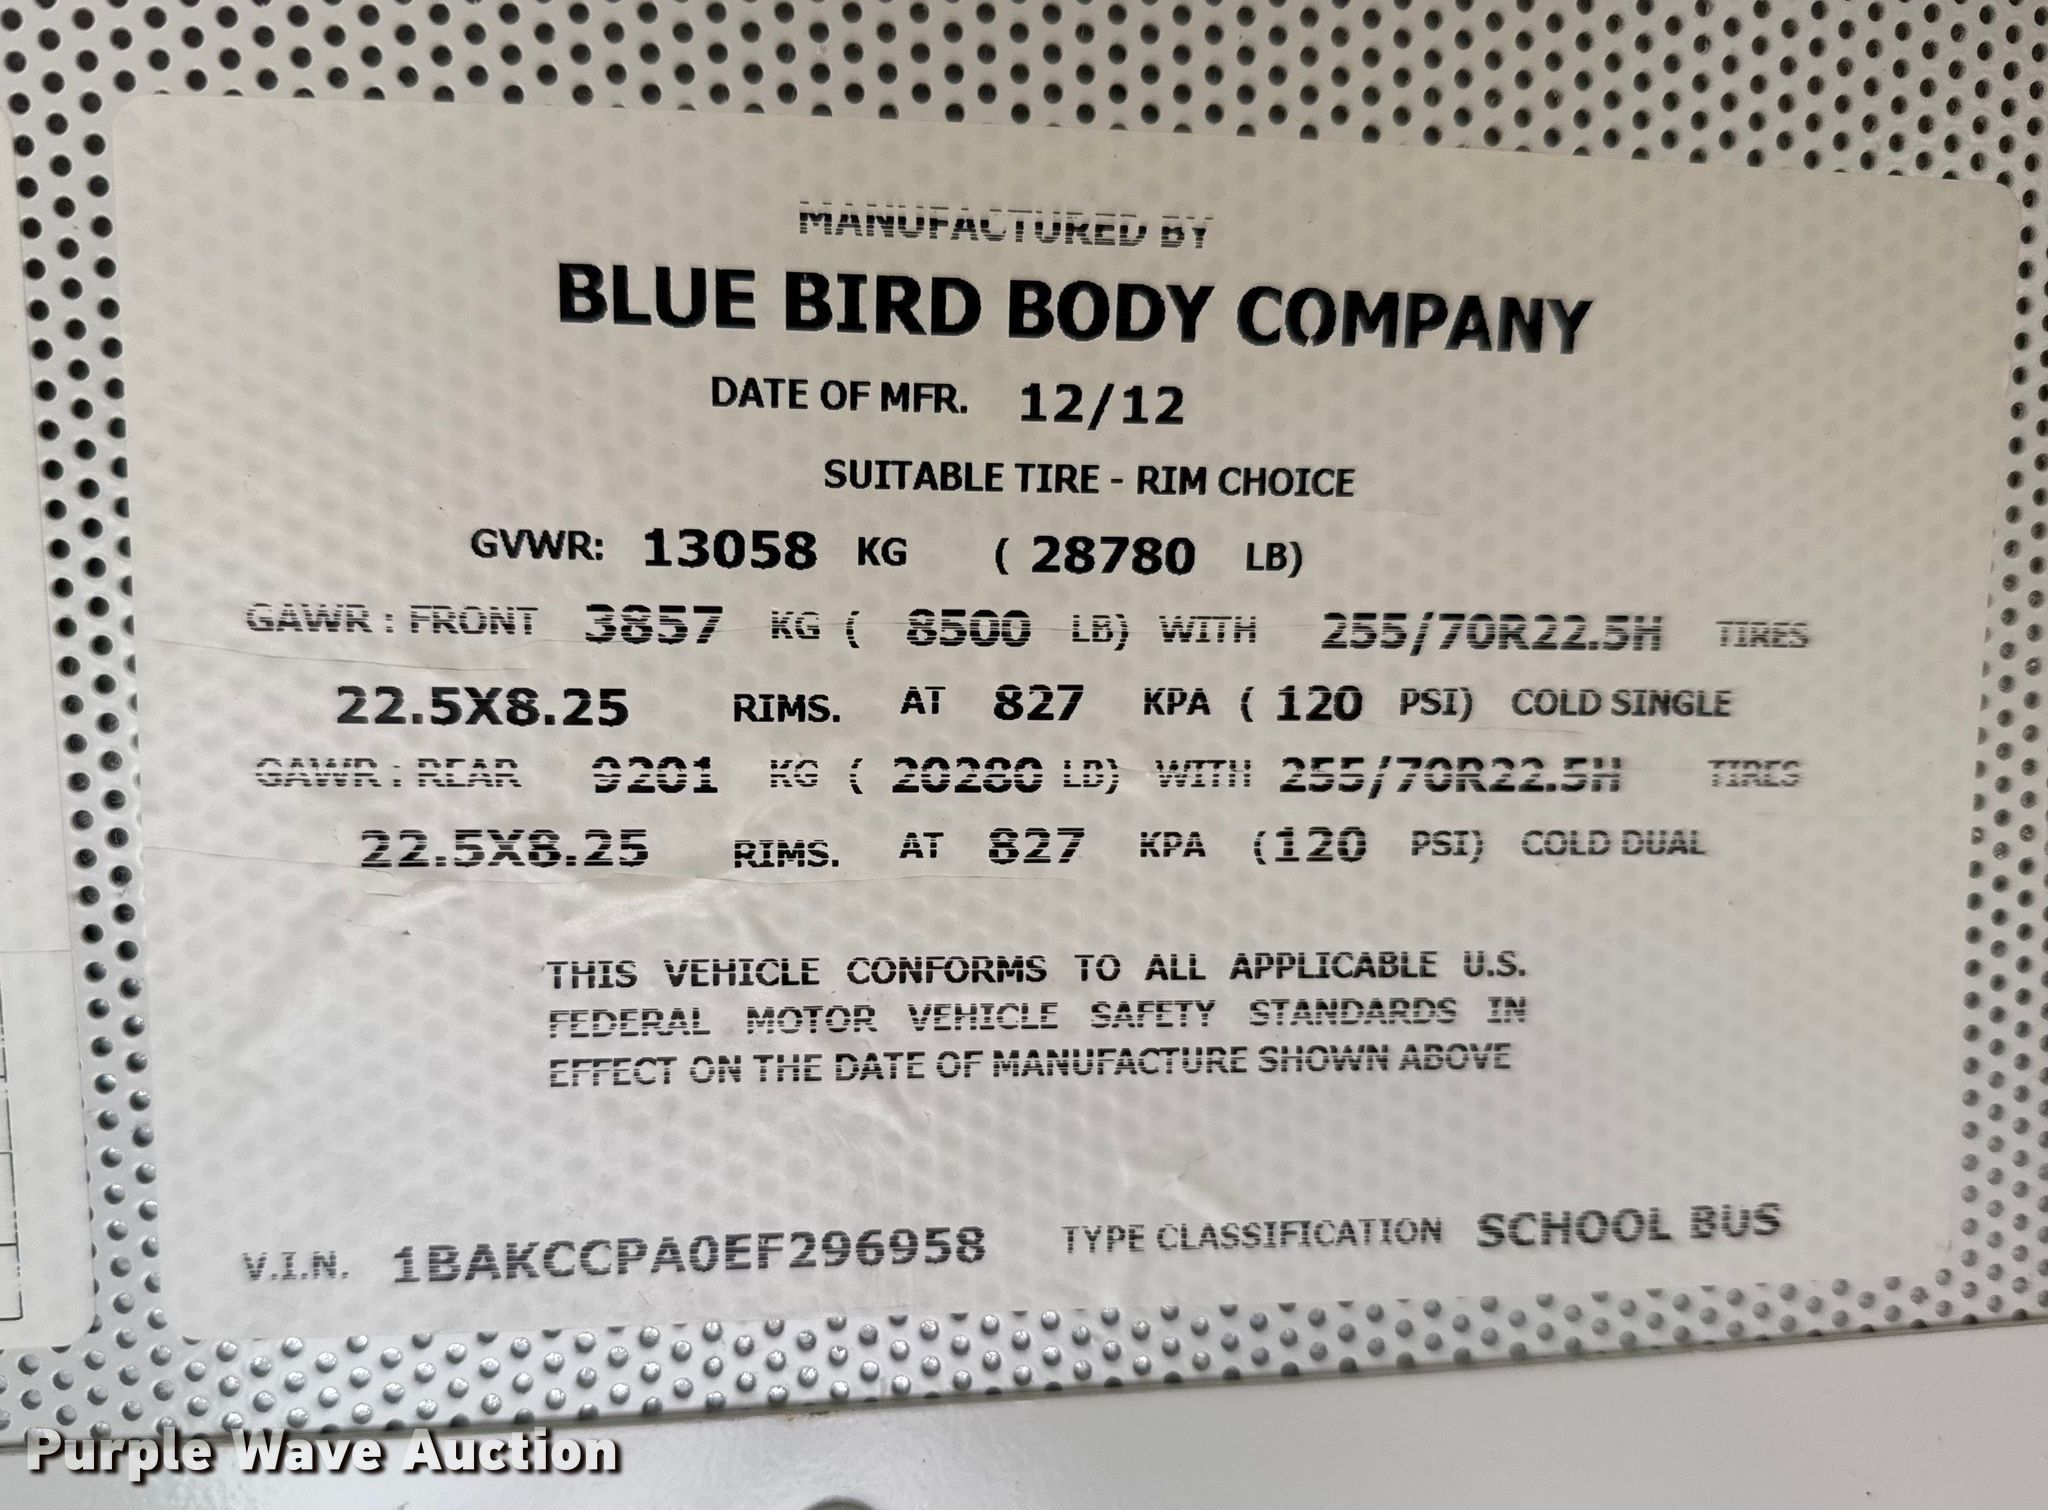 MANUFACTURED BY
BLUE BIRD BODY COMPANY
DATE OF MFR. 12/12
SUITABLE TIRE - RIM CHOICE
GVWR: 13058 KG ( 28780 LB)
GAWR : FRONT 3857 KG ( 8500 LB) WITH 255/70R22.5H TIRES
22.5X8.25 RIMS. AT 827 KPA ( 120 PSI) COLD SINGLE
GAWR : REAR 9201 KG ( 20280 LB) WITH 255/70R22.5H TIRES
22.5X8.25 RIMS. AT 827 KPA (120 PSI) COLD DUAL
THIS VEHICLE CONFORMS TO ALL APPLICABLE U.S.
FEDERAL MOTOR VEHICLE SAFETY STANDARDS IN
EFFECT ON THE DATE OF MANUFACTURE SHOWN ABOVE
V.I.N. 1BAKCCPA0EF296958 TYPE CLASSIFICATION SCHOOL BUS
Purple Wave Auction